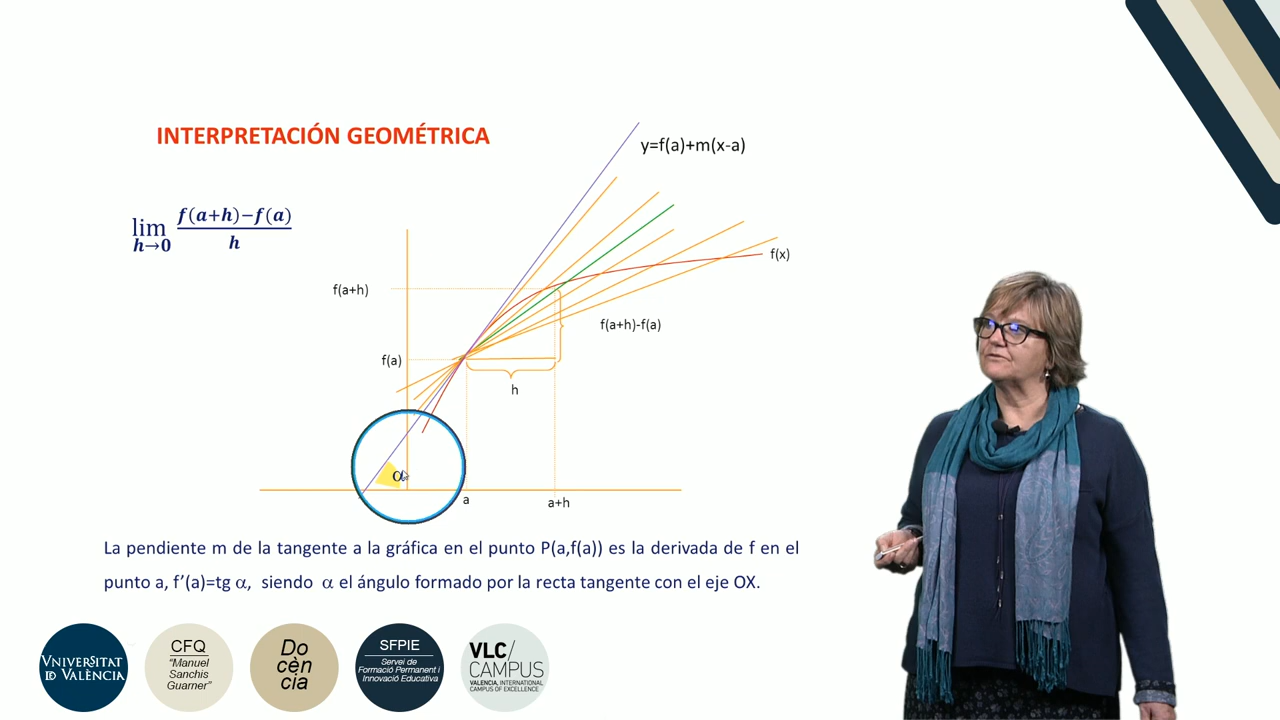 INTERPRETACIÓN GEOMÉTRICA
y=f(a)+m(x-a)
lim h→0 f(a+h)−f(a) / h
f(x)
f(a+h)
f(a+h)-f(a)
f(a)
h
α
a
a+h
La pendiente m de la tangente a la gráfica en el punto P(a,f(a)) es la derivada de f en el
punto a, f’(a)=tg α, siendo α el ángulo formado por la recta tangente con el eje OX.
VNIVERSITAT
ID VALÈNCIA
CFQ
“Manuel
Sanchis
Guarner”
Do
cèn
cia
SFPIE
Servei de
Formació Permanent i
Innovació Educativa
VLC/
CAMPUS
VALENCIA, INTERNATIONAL
CAMPUS OF EXCELLENCE